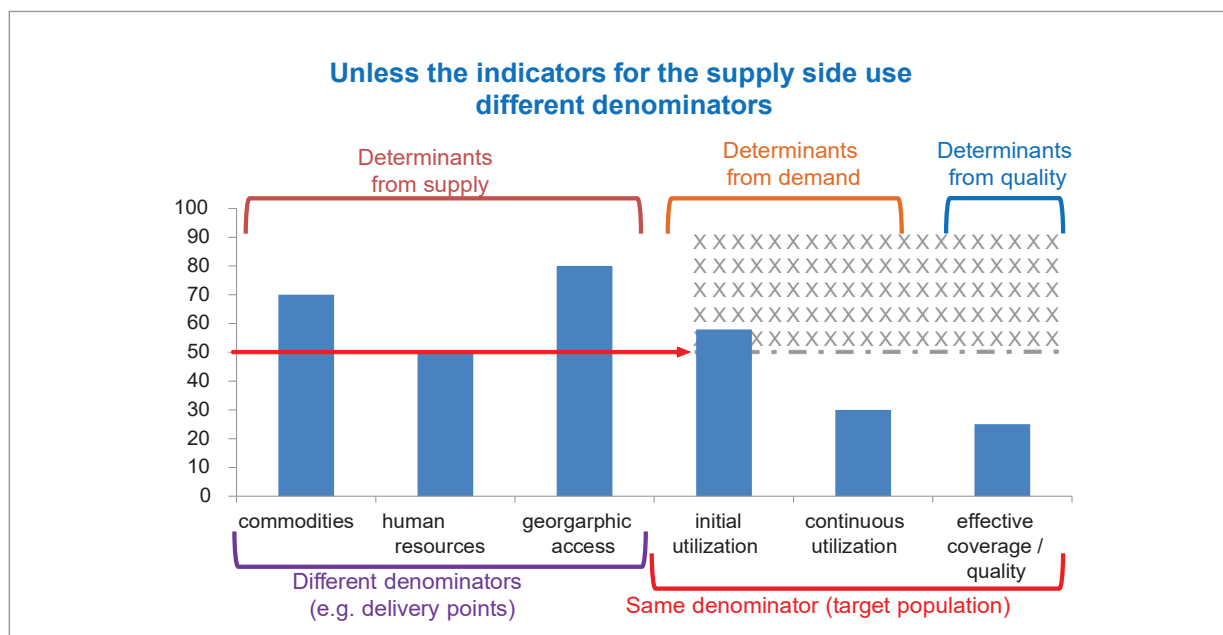 Unless the indicators for the supply side use
different denominators
Determinants
from supply
Determinants
from demand
Determinants
from quality
100
90
80
70
60
50
40
30
20
10
0
X X X X X X X X X X X X X X X X X X X X
X X X X X X X X X X X X X X X X X X X X
X X X X X X X X X X X X X X X X X X X X
X X X X X X X X X X X X X X X X X X X X
X X X X X X X X X X X X X X X X X
commodities
human
resources
georgarphic
access
initial
utilization
continuous
utilization
effective
coverage /
quality
Different denominators
(e.g. delivery points)
Same denominator (target population)